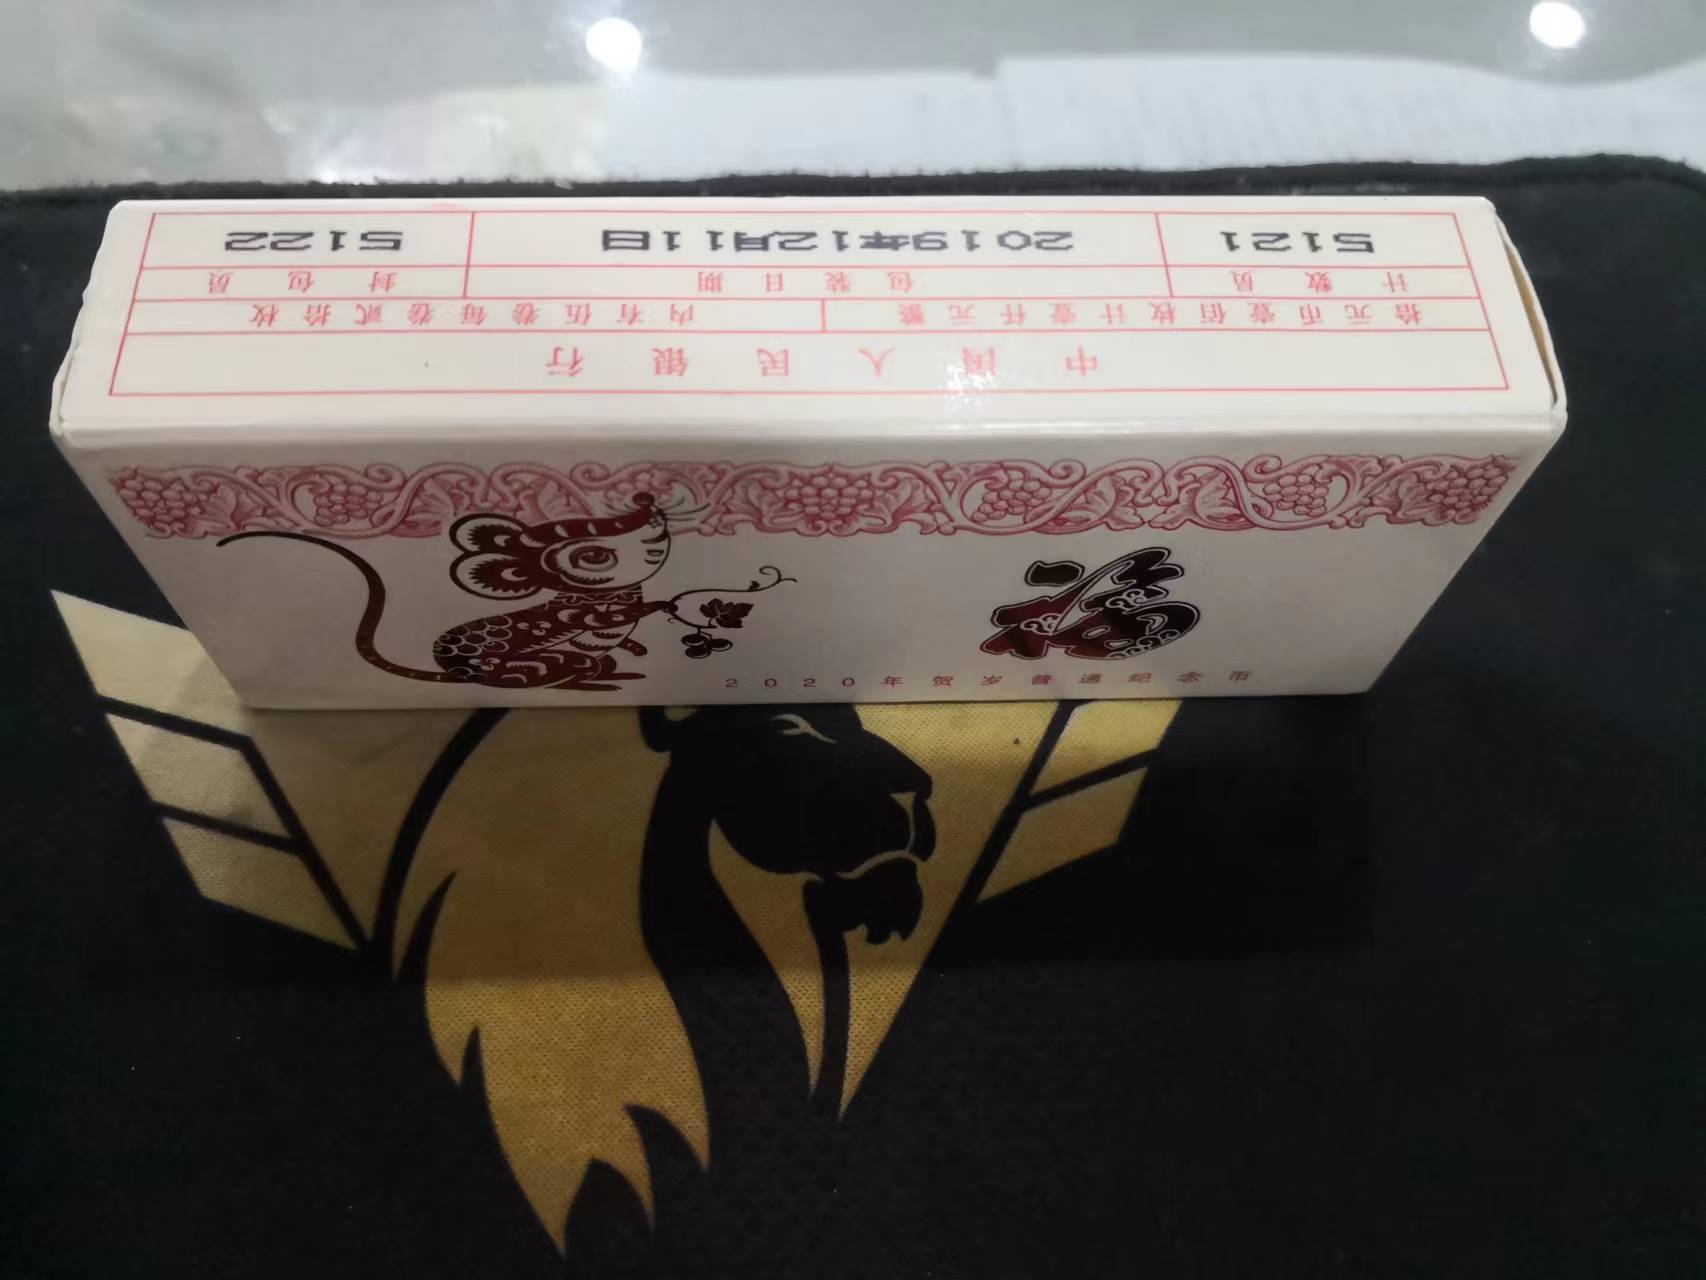 中国人民银行
拾元币壹佰枚计壹仟元整 内有伍卷每卷贰拾枚
计数员 包装日期 封包员
5121 2019年12月11日 5122
福
2020年贺岁普通纪念币